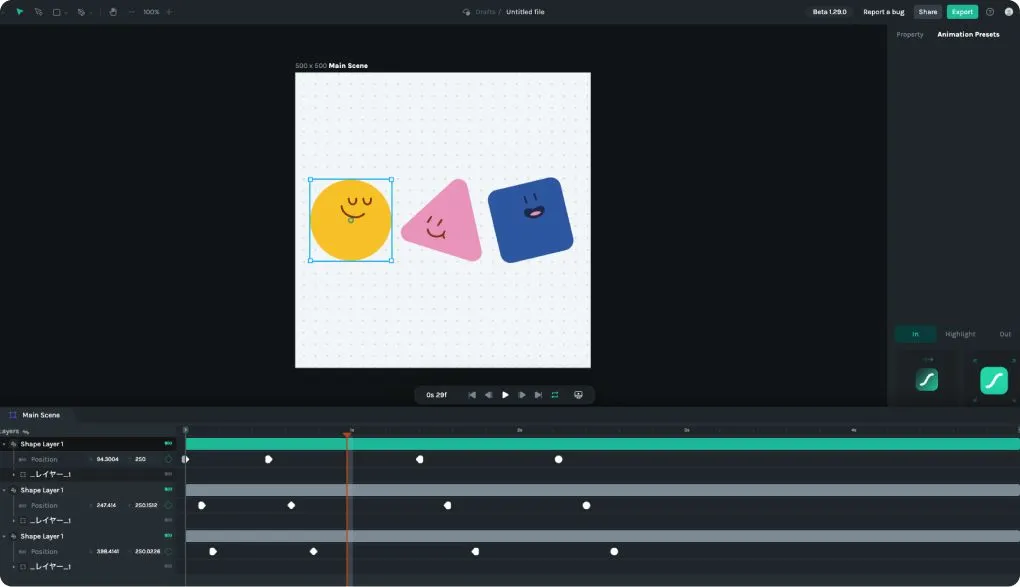 100%
Drafts / Untitled file
Beta 1.29.0
Report a bug
Share
Export
Property
Animation Presets
500 x 500 Main Scene
In
Highlight
Out
0s 29f
Main Scene
Layers
1s
2s
3s
4s
Shape Layer 1
Position
94.3004
250
_レイヤー_1
Shape Layer 1
Position
247.414
250.1512
_レイヤー_1
Shape Layer 1
Position
398.4141
250.0226
_レイヤー_1